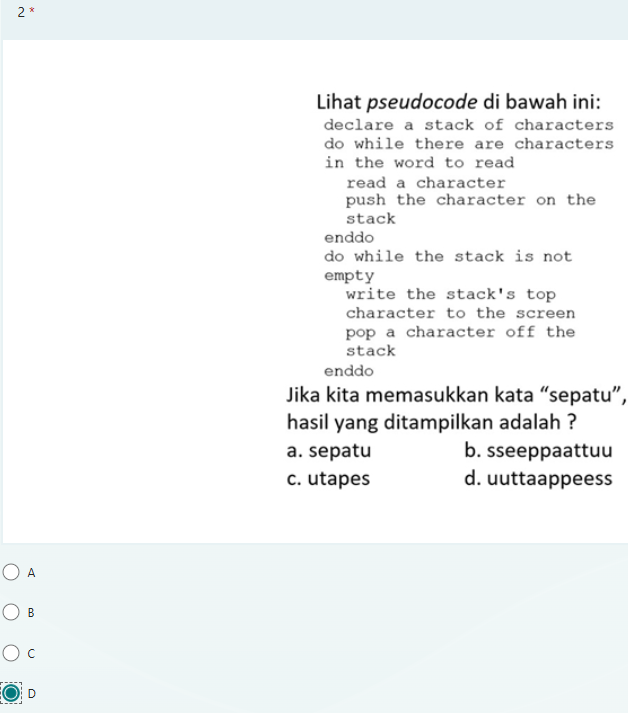 2 *
Lihat pseudocode di bawah ini:
declare a stack of characters
do while there are characters
in the word to read
read a character
push the character on the
stack
enddo
do while the stack is not
empty
write the stack's top
character to the screen
pop a character off the
stack
enddo
Jika kita memasukkan kata “sepatu”,
hasil yang ditampilkan adalah ?
a. sepatu b. sseeppaattuu
c. utapes d. uuttaappeess
A
B
C
D